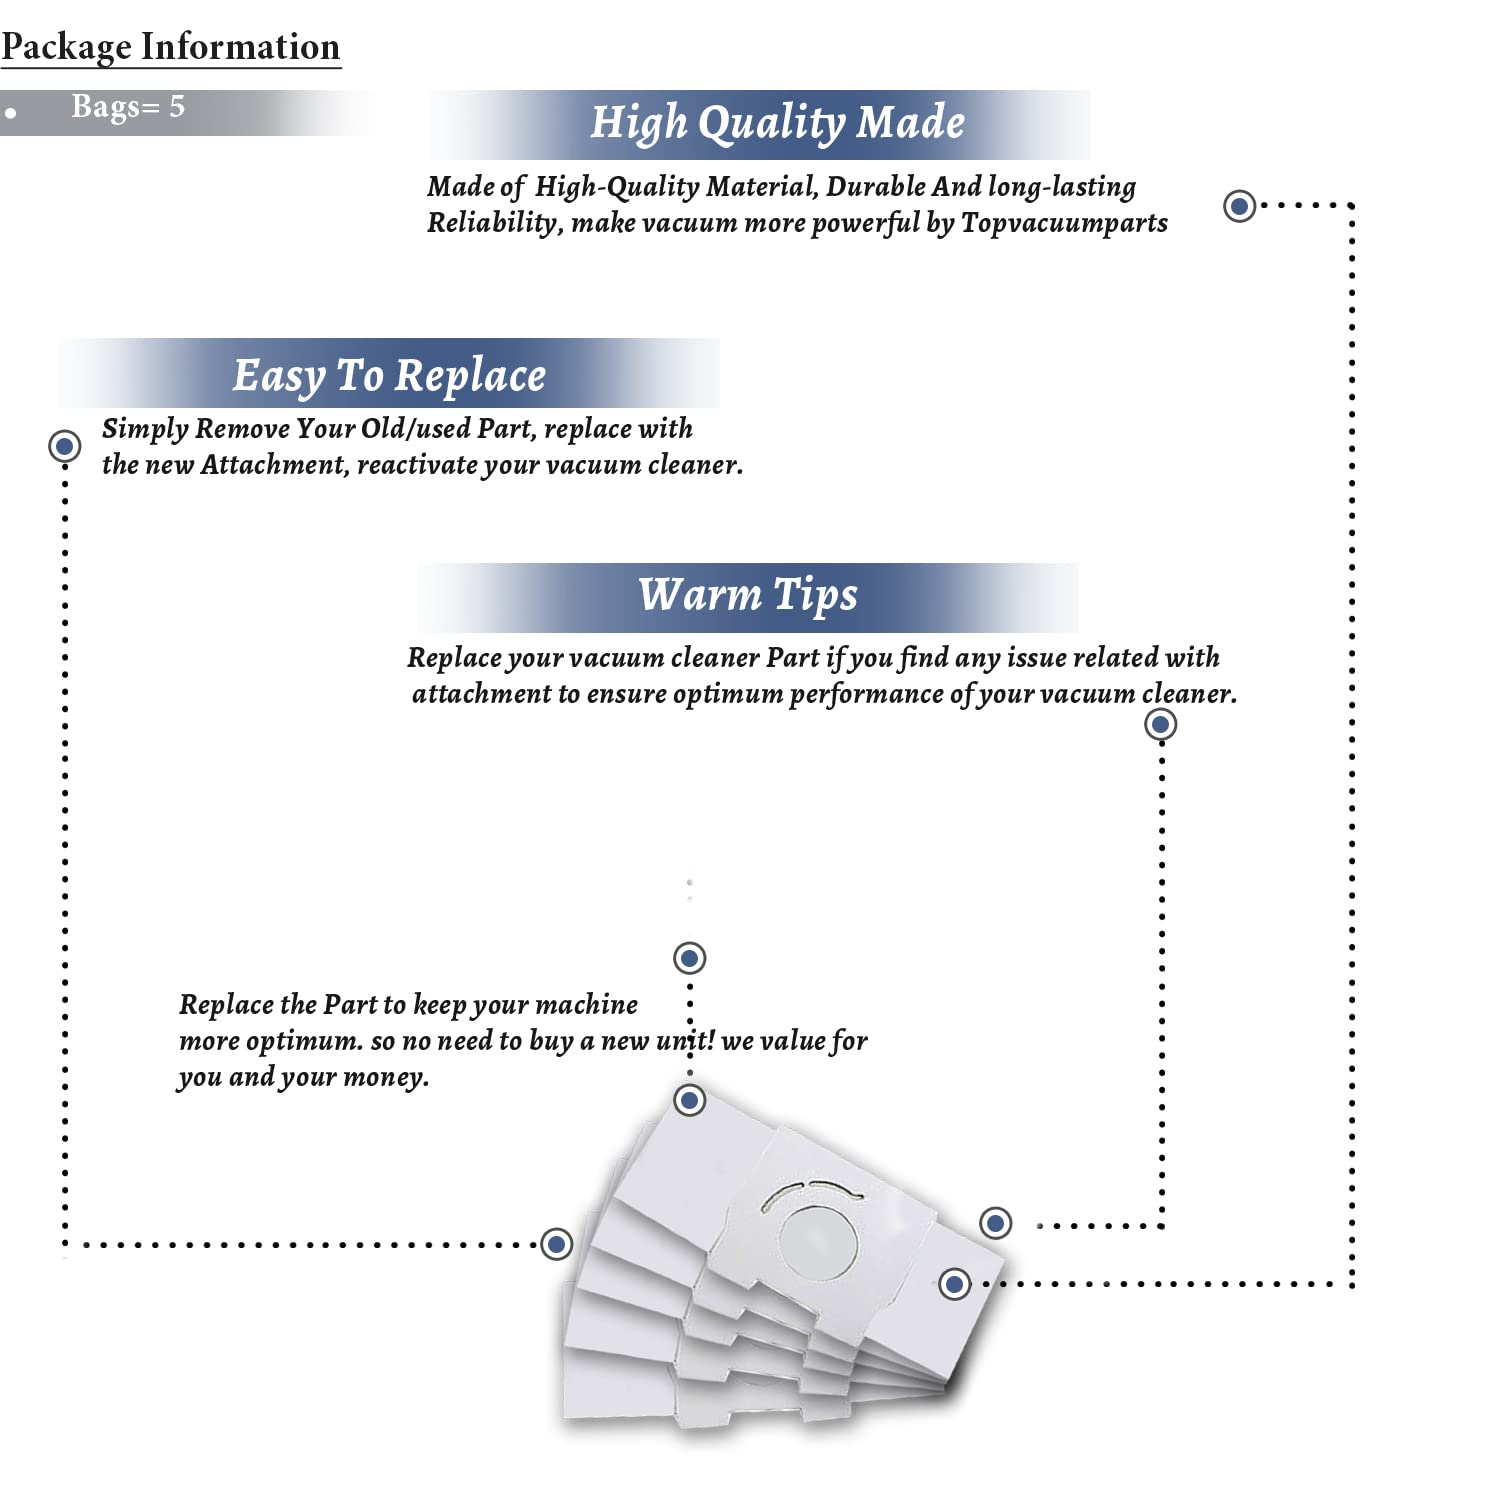 Package Information
• Bags= 5
High Quality Made
Made of High-Quality Material, Durable And long-lasting
Reliability, make vacuum more powerful by Topvacuumparts
Easy To Replace
Simply Remove Your Old/used Part, replace with
the new Attachment, reactivate your vacuum cleaner.
Warm Tips
Replace your vacuum cleaner Part if you find any issue related with
attachment to ensure optimum performance of your vacuum cleaner.
Replace the Part to keep your machine
more optimum. so no need to buy a new unit! we value for
you and your money.